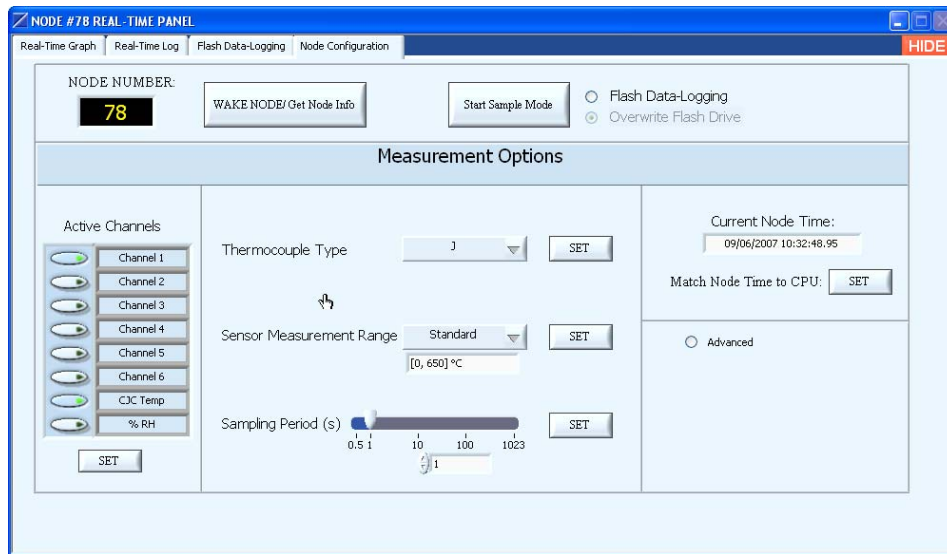 NODE #78 REAL-TIME PANEL
Real-Time Graph Real-Time Log Flash Data-Logging Node Configuration HIDE
NODE NUMBER:
78
WAKE NODE/ Get Node Info
Start Sample Mode
Flash Data-Logging
Overwrite Flash Drive
Measurement Options
Active Channels
Channel 1
Channel 2
Channel 3
Channel 4
Channel 5
Channel 6
CJC Temp
% RH
SET
Thermocouple Type J SET
Sensor Measurement Range Standard SET
[0, 650] °C
Sampling Period (s) SET
0.5 1 10 100 1023
1
Current Node Time:
09/06/2007 10:32:48.95
Match Node Time to CPU: SET
Advanced